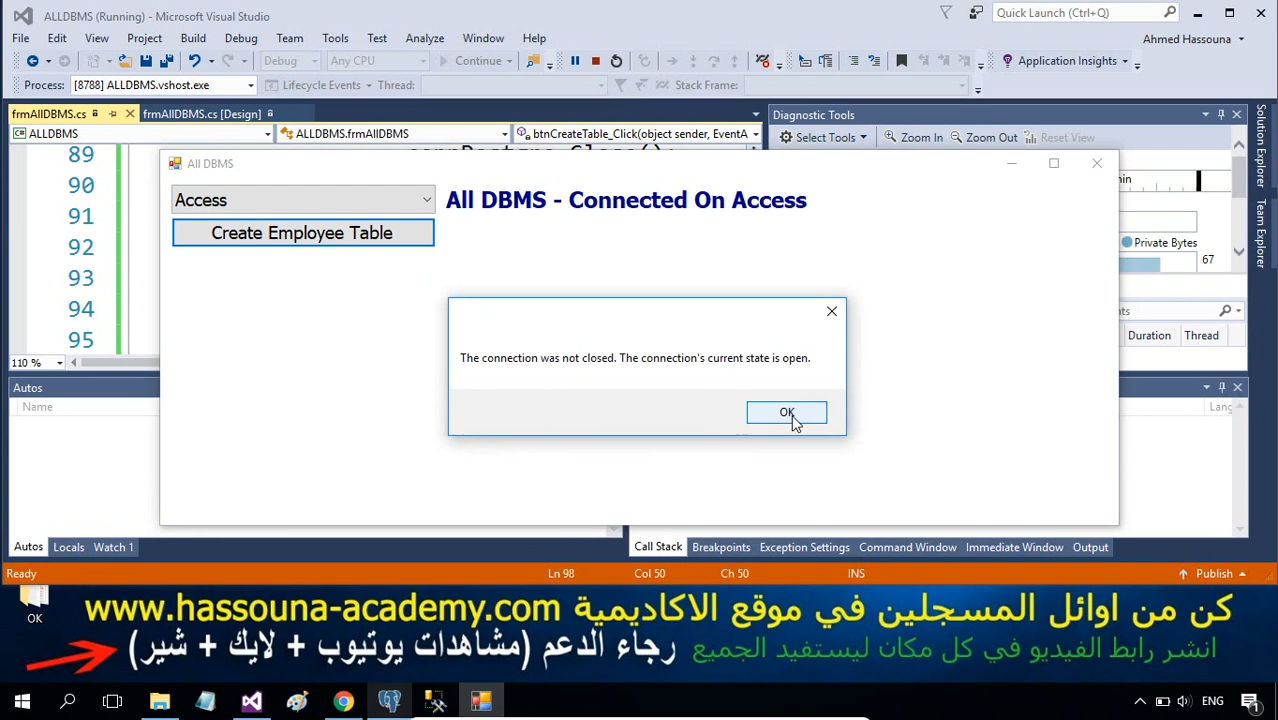 ALLDBMS (Running) - Microsoft Visual Studio
Quick Launch (Ctrl+Q)
File Edit View Project Build Debug Team Tools Test Analyze Window Help
Ahmed Hassouna
Debug Any CPU Continue Application Insights
Process: [8788] ALLDBMS.vshost.exe Lifecycle Events Thread: Stack Frame:
frmAllDBMS.cs frmAllDBMS.cs [Design]
Diagnostic Tools
ALLDBMS ALLDBMS.frmAllDBMS btnCreateTable_Click(object sender, EventA
Select Tools Zoom In Zoom Out Reset View
Solution Explorer
Team Explorer
89
90
91
92
93
94
95
All DBMS
Access
All DBMS - Connected On Access
Create Employee Table
Private Bytes
67
Duration Thread
The connection was not closed. The connection's current state is open.
OK
110 %
Autos
Name
Lang
Autos Locals Watch 1
Call Stack Breakpoints Exception Settings Command Window Immediate Window Output
Ready Ln 98 Col 50 Ch 50 INS Publish
OK
كن من اوائل المسجلين في موقع الاكاديمية www.hassouna-academy.com
انشر رابط الفيديو في كل مكان ليستفيد الجميع رجاء الدعم (مشاهدات يوتيوب + لايك + شير)
ENG
1